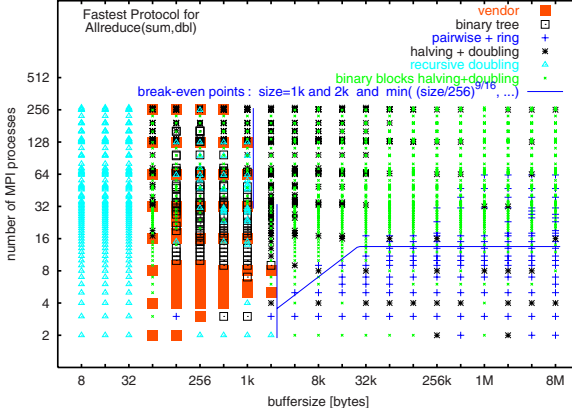 Fastest Protocol for
Allreduce(sum,dbl)
vendor
binary tree
pairwise + ring
halving + doubling
recursive doubling
binary blocks halving+doubling
break-even points : size=1k and 2k and min( (size/256)^9/16, ...)
number of MPI processes
512
256
128
64
32
16
8
4
2
8 32 256 1k 8k 32k 256k 1M 8M
buffersize [bytes]